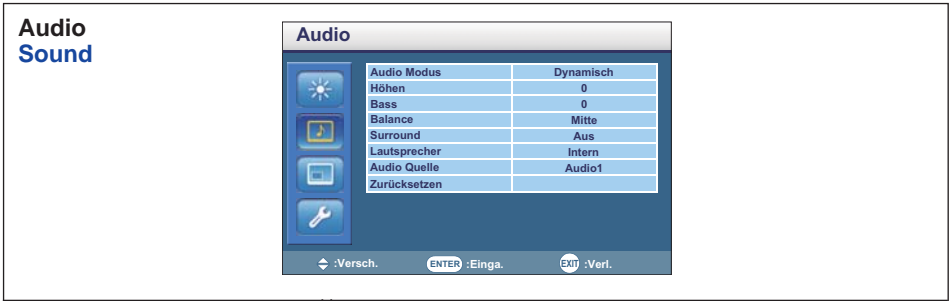 Audio
Sound
Audio
Audio Modus Dynamisch
Höhen 0
Bass 0
Balance Mitte
Surround Aus
Lautsprecher Intern
Audio Quelle Audio1
Zurücksetzen
:Versch. ENTER :Einga. EXIT :Verl.